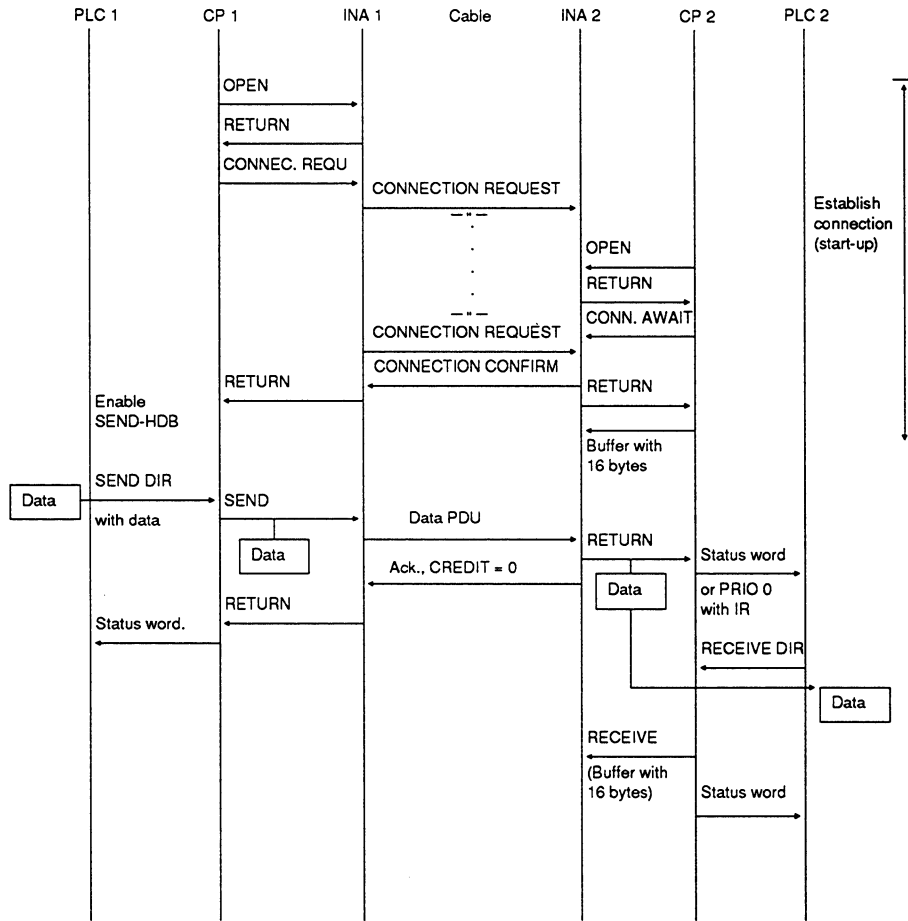 PLC 1 CP 1 INA 1 Cable INA 2 CP 2 PLC 2
OPEN
RETURN
CONNEC. REQU
CONNECTION REQUEST
— " —
Establish
connection
(start-up)
OPEN
RETURN
— " —
CONN. AWAIT
CONNECTION REQUEST
CONNECTION CONFIRM
RETURN
RETURN
Enable
SEND-HDB
Buffer with
16 bytes
SEND DIR
Data
with data
SEND
Data
Data PDU
RETURN
Status word
Ack., CREDIT = 0
Data
or PRIO 0
with IR
RETURN
Status word.
RECEIVE DIR
Data
RECEIVE
(Buffer with
16 bytes)
Status word